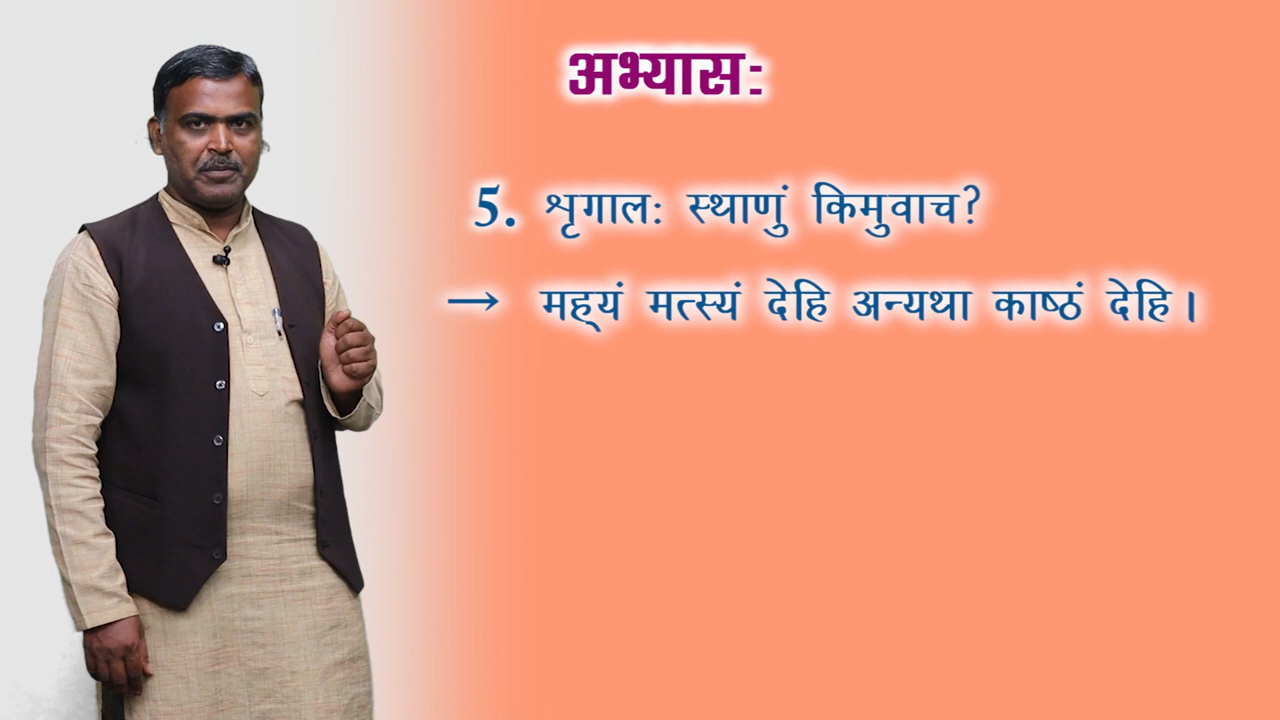 अभ्यासः
5. शृगालः स्थाणुं किमुवाच?
→ मह्यं मत्स्यं देहि अन्यथा काष्ठं देहि।